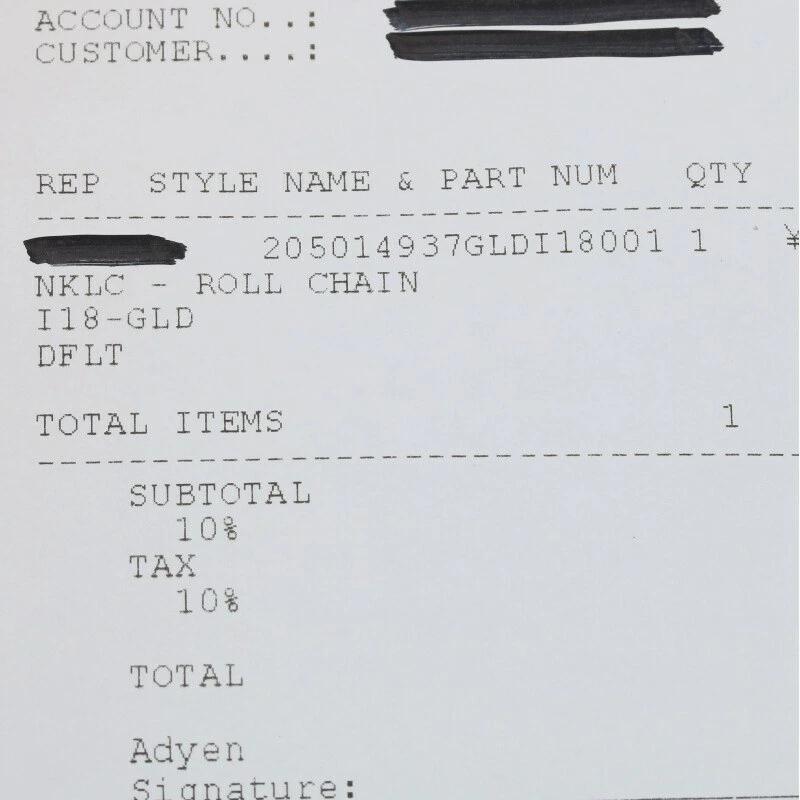 ACCOUNT NO..:
CUSTOMER....:
REP STYLE NAME & PART NUM QTY
205014937GLDI18001 1 ¥
NKLC - ROLL CHAIN
I18-GLD
DFLT
TOTAL ITEMS 1
SUBTOTAL
10%
TAX
10%
TOTAL
Adyen
Signature: